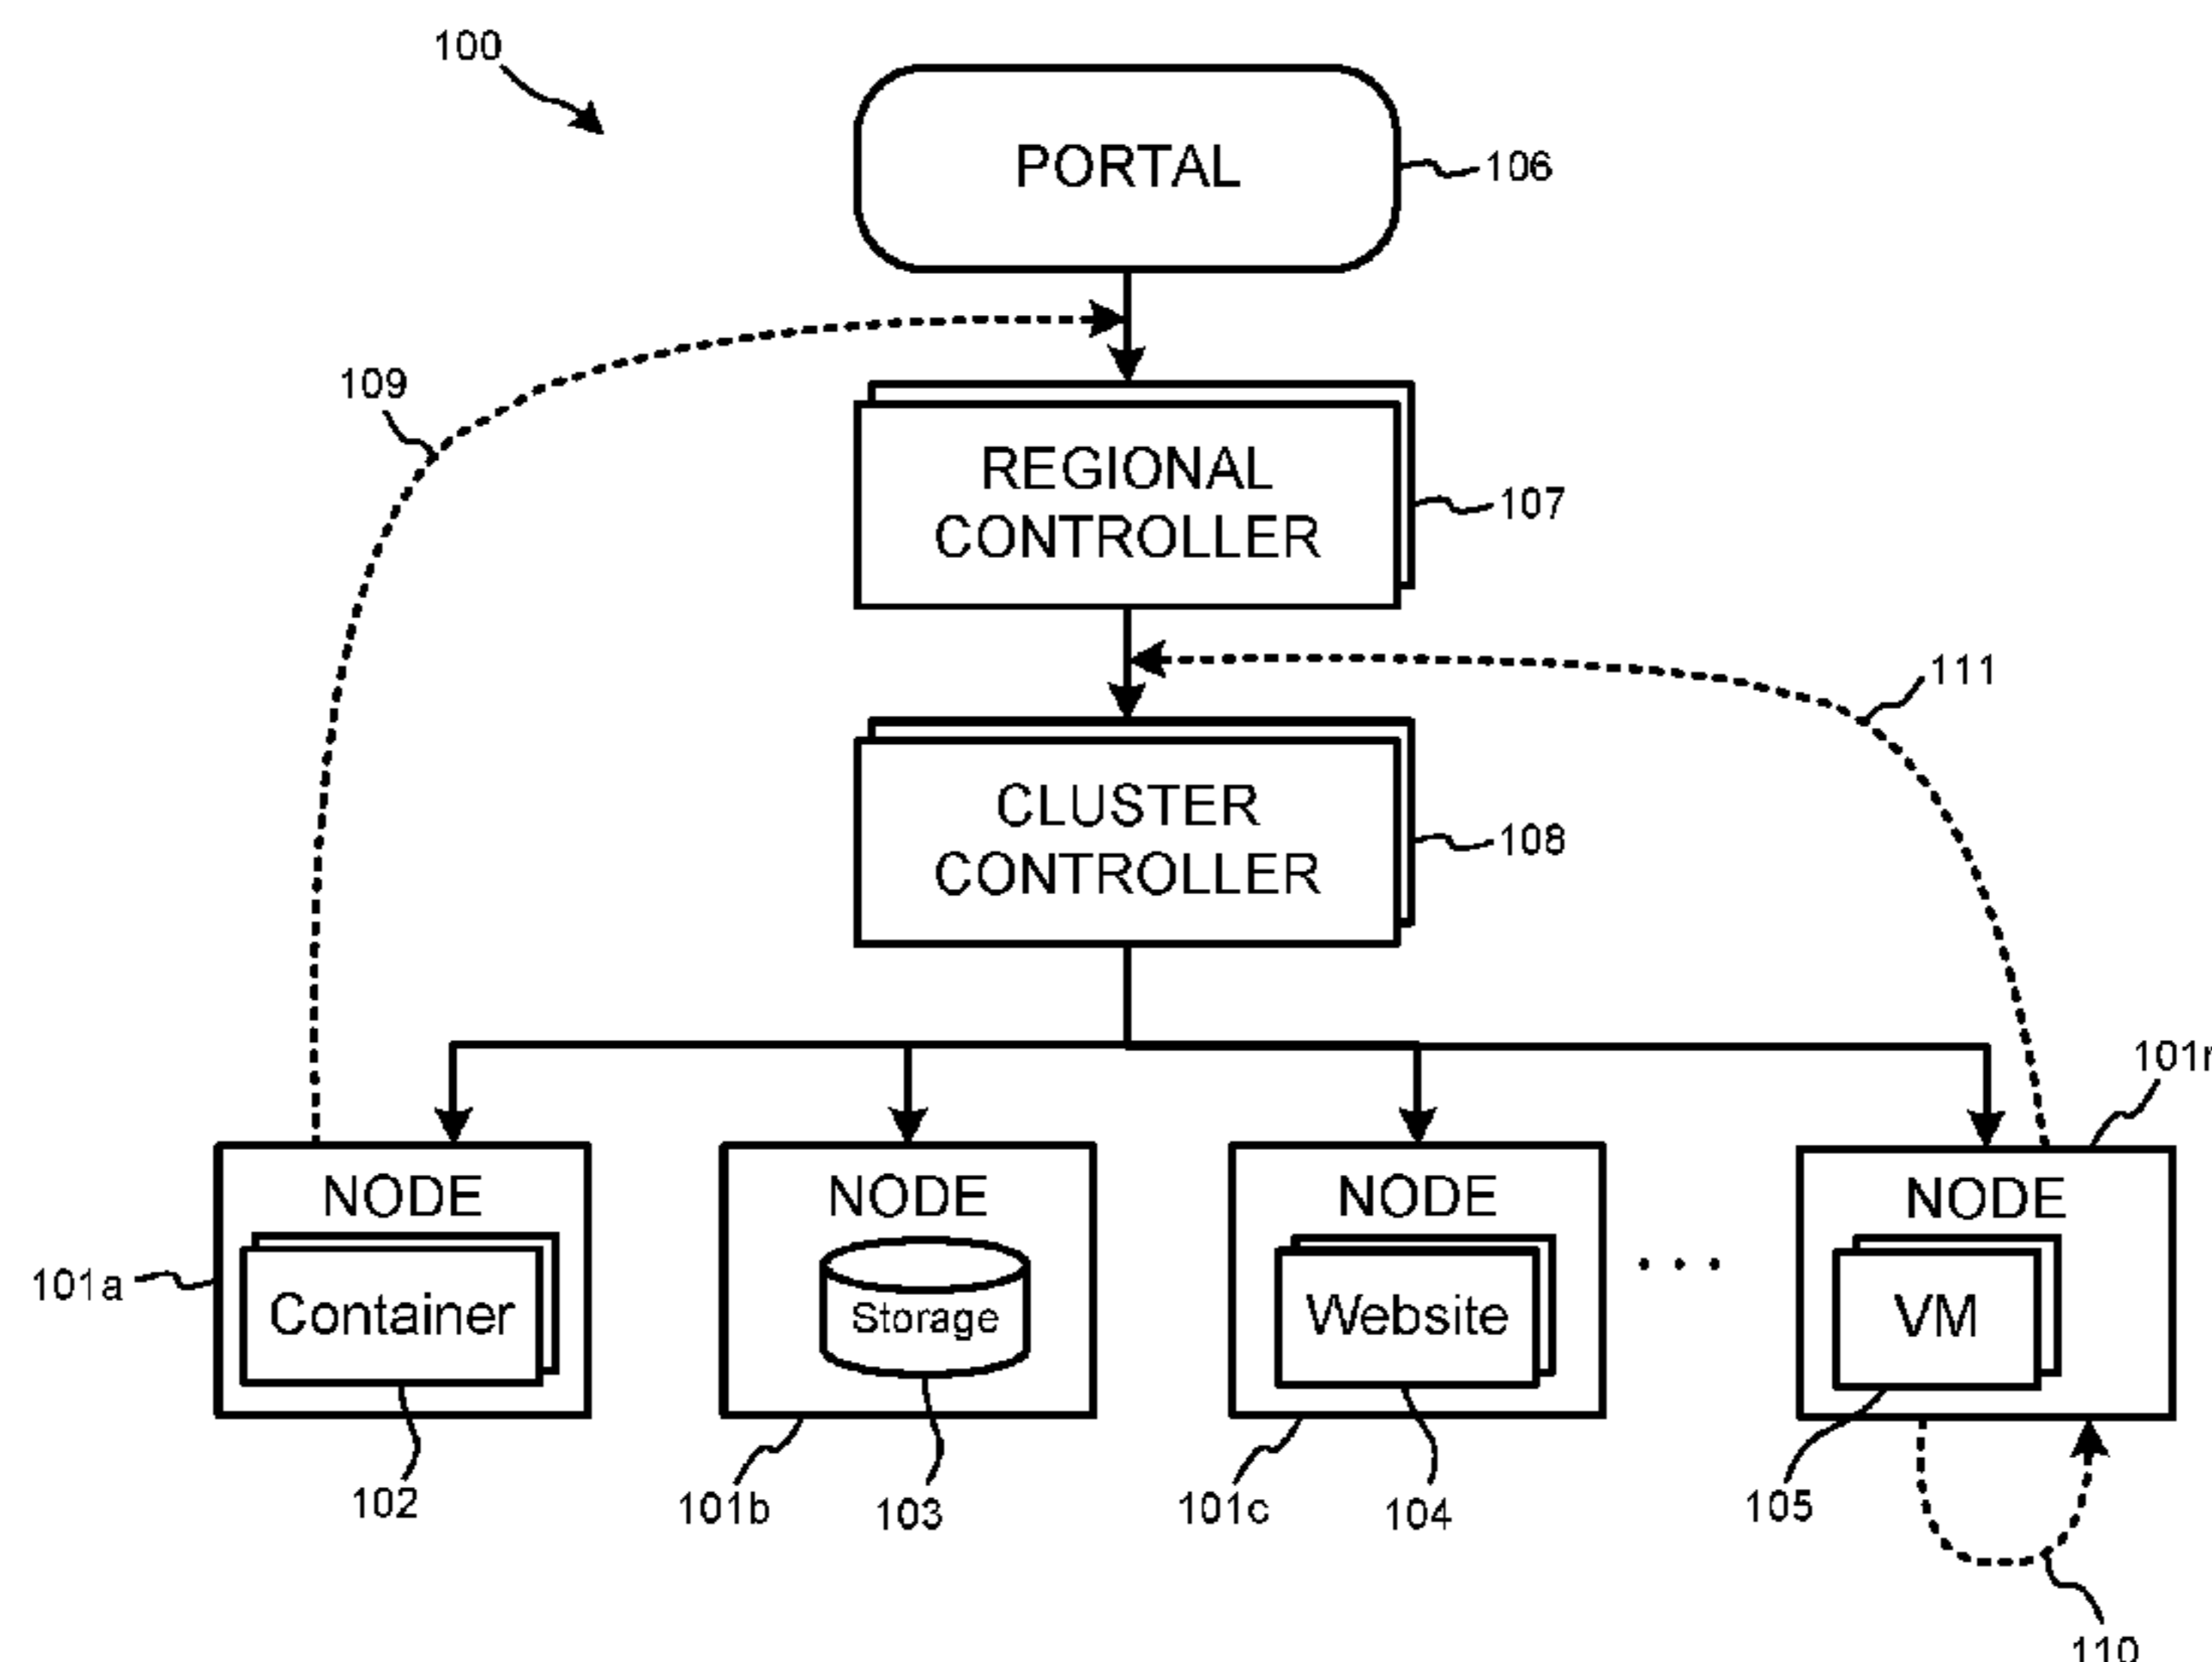 100
PORTAL
106
109
REGIONAL
CONTROLLER
107
111
CLUSTER
CONTROLLER
108
101n
NODE
NODE
NODE
NODE
101a
Container
Storage
Website
. . .
VM
102
101b
103
101c
104
105
110